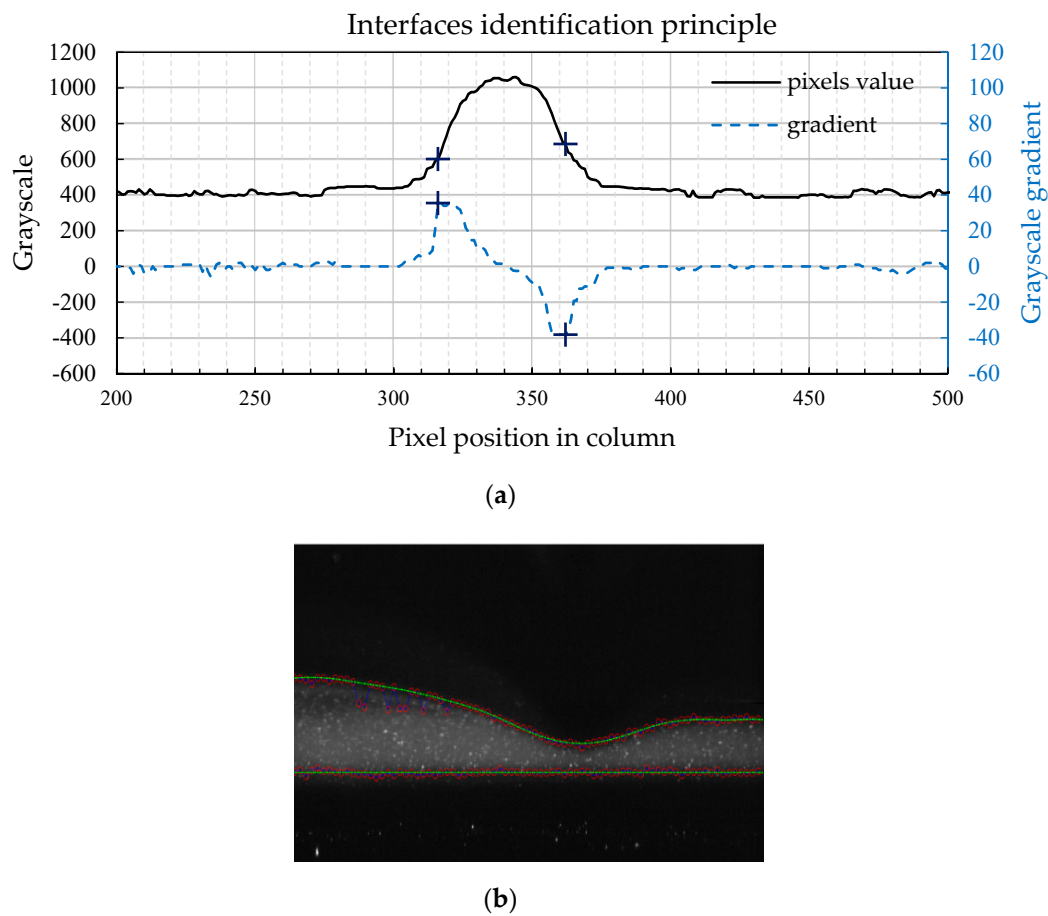 Interfaces identification principle
1200
1000
800
600
400
200
0
-200
-400
-600
Grayscale
pixels value
gradient
120
100
80
60
40
20
0
-20
-40
-60
Grayscale gradient
200 250 300 350 400 450 500
Pixel position in column
(a)
(b)